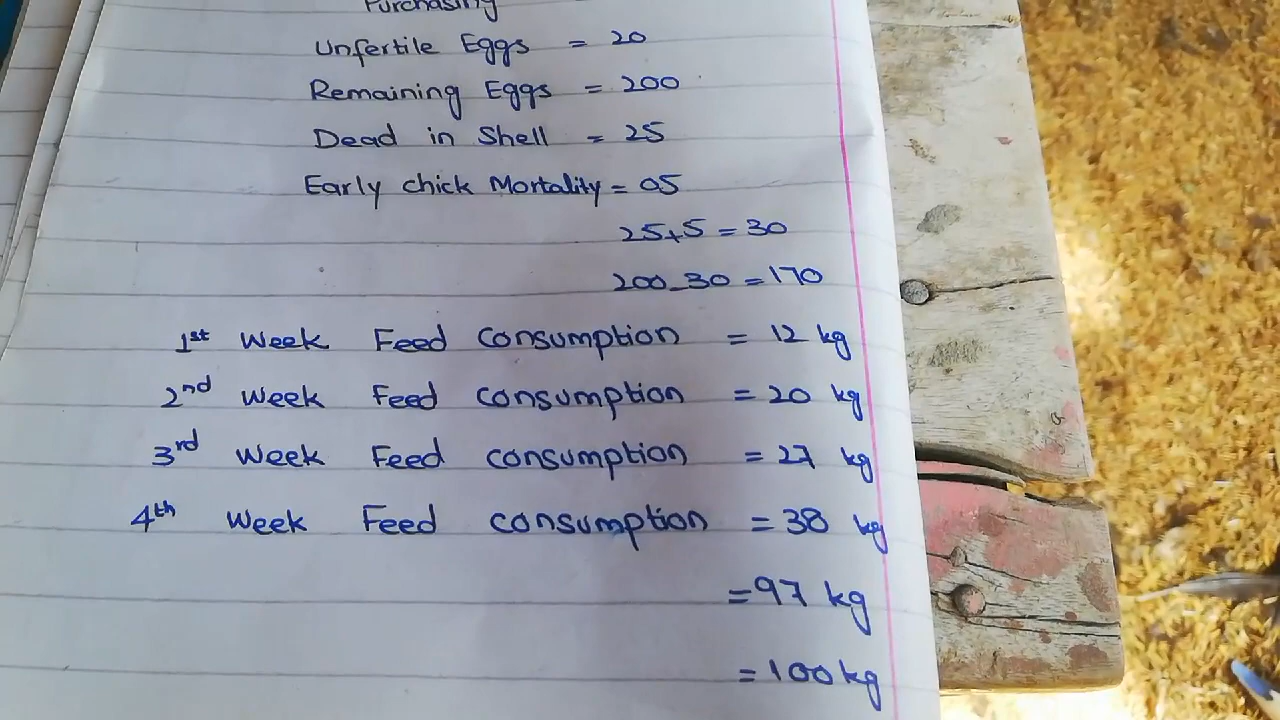 Purchasing
Unfertile Eggs = 20
Remaining Eggs = 200
Dead in Shell = 25
Early chick Mortality = 05
25+5 = 30
200-30 = 170
1st Week Feed Consumption = 12 kg
2nd Week Feed Consumption = 20 kg
3rd Week Feed consumption = 27 kg
4th Week Feed consumption = 38 kg
= 97 kg
= 100 kg